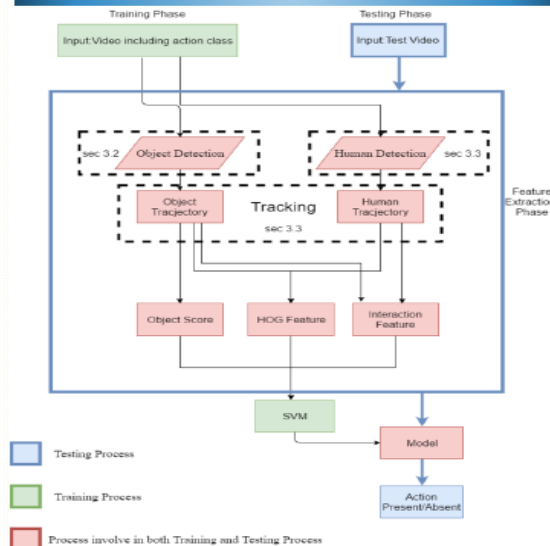 Training Phase
Testing Phase
Input:Video including action class
Input:Test Video
sec 3.2
Object Detection
Human Detection
sec 3.3
Object
Tracjectory
Tracking
sec 3.3
Human
Tracjectory
Feature
Extraction
Phase
Object Score
HOG Feature
Interaction
Feature
SVM
Model
Action
Present/Absent
Testing Process
Training Process
Process involve in both Training and Testing Process